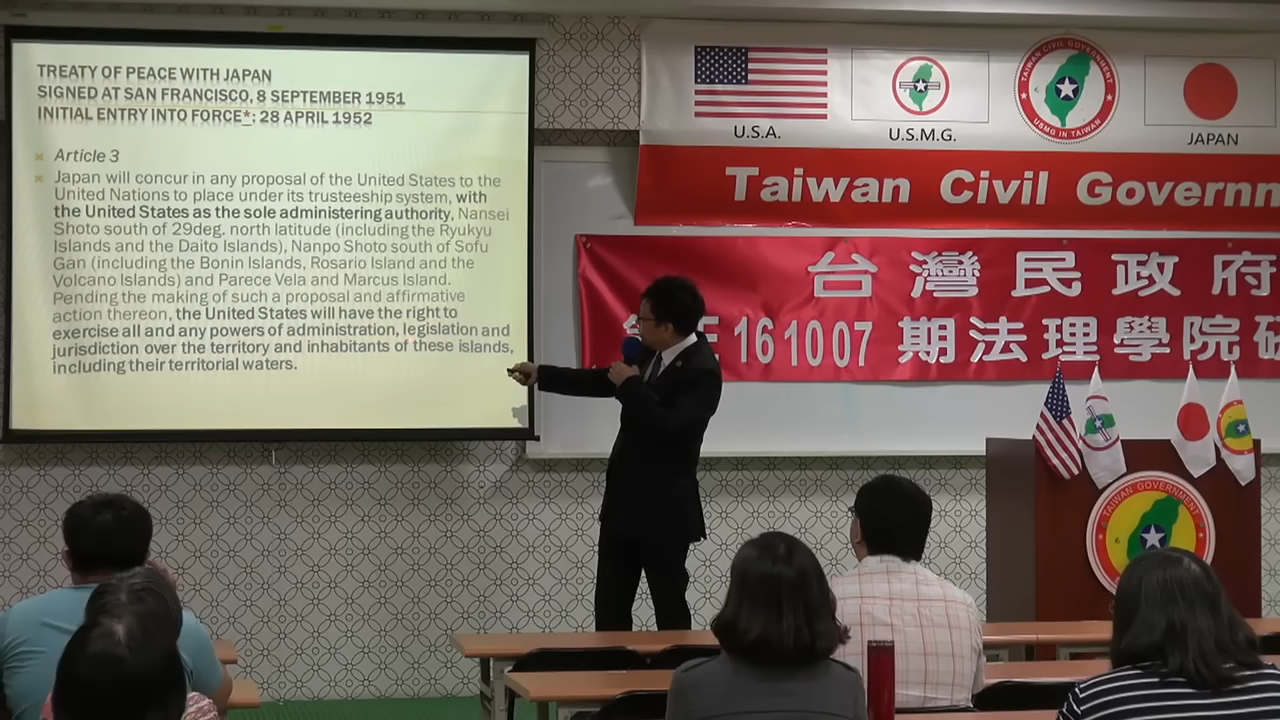 TREATY OF PEACE WITH JAPAN
SIGNED AT SAN FRANCISCO, 8 SEPTEMBER 1951
INITIAL ENTRY INTO FORCE*: 28 APRIL 1952
Article 3
Japan will concur in any proposal of the United States to the
United Nations to place under its trusteeship system, with
the United States as the sole administering authority, Nansei
Shoto south of 29deg. north latitude (including the Ryukyu
Islands and the Daito Islands), Nanpo Shoto south of Sofu
Gan (including the Bonin Islands, Rosario Island and the
Volcano Islands) and Parece Vela and Marcus Island.
Pending the making of such a proposal and affirmative
action thereon, the United States will have the right to
exercise all and any powers of administration, legislation and
jurisdiction over the territory and inhabitants of these islands,
including their territorial waters.
U.S.A.
U.S.M.G.
TAIWAN CIVIL GOVERNMENT
USMG IN TAIWAN
JAPAN
Taiwan Civil Governm
台灣民政府
E 161007 期法理學院
TAIWAN GOVERNMENT